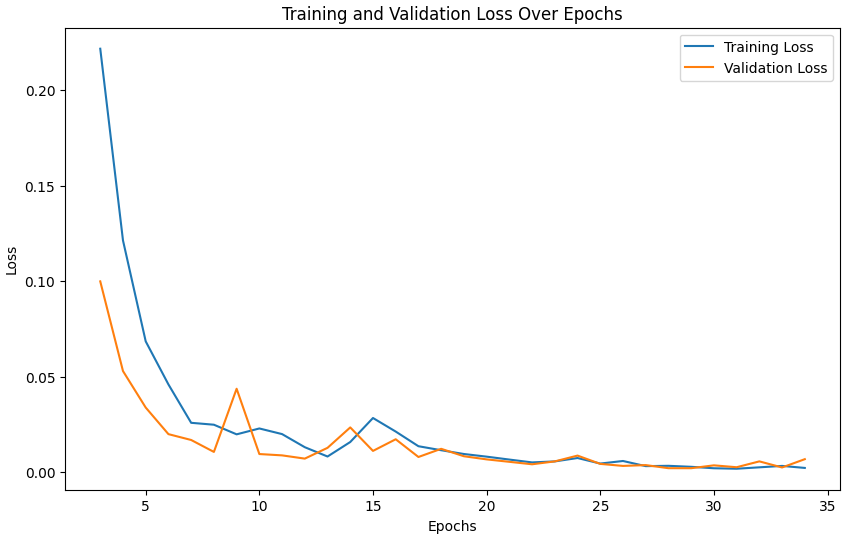 Training and Validation Loss Over Epochs
Training Loss
Validation Loss
0.20
0.15
0.10
0.05
0.00
Loss
5 10 15 20 25 30 35
Epochs